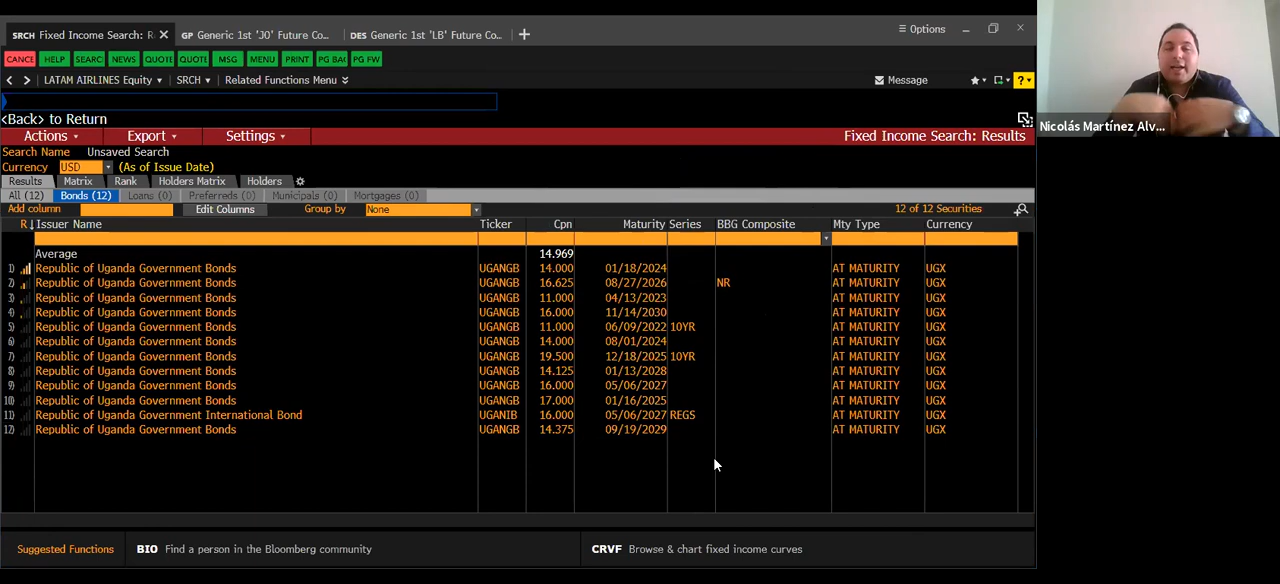 SRCH Fixed Income Search: R
GP Generic 1st 'JO' Future Co...
DES Generic 1st 'LB' Future Co...
Options
CANCE HELP SEARC NEWS QUOTE QUOTE MSG MENU PRINT PG BAC PG FW
LATAM AIRLINES Equity SRCH Related Functions Menu
Message
?
<Back> to Return
Actions Export Settings Fixed Income Search: Results
Search Name Unsaved Search
Currency USD (As of Issue Date)
Results Matrix Rank Holders Matrix Holders
All (12) Bonds (12) Loans (0) Preferreds (0) Municipals (0) Mortgages (0)
Add column Edit Columns Group by None 12 of 12 Securities
R Issuer Name Ticker Cpn Maturity Series BBG Composite Mty Type Currency
Average 14.969
1) Republic of Uganda Government Bonds UGANGB 14.000 01/18/2024 AT MATURITY UGX
2) Republic of Uganda Government Bonds UGANGB 16.625 08/27/2026 NR AT MATURITY UGX
3) Republic of Uganda Government Bonds UGANGB 11.000 04/13/2023 AT MATURITY UGX
4) Republic of Uganda Government Bonds UGANGB 16.000 11/14/2030 AT MATURITY UGX
5) Republic of Uganda Government Bonds UGANGB 11.000 06/09/2022 10YR AT MATURITY UGX
6) Republic of Uganda Government Bonds UGANGB 14.000 08/01/2024 AT MATURITY UGX
7) Republic of Uganda Government Bonds UGANGB 19.500 12/18/2025 10YR AT MATURITY UGX
8) Republic of Uganda Government Bonds UGANGB 14.125 01/13/2028 AT MATURITY UGX
9) Republic of Uganda Government Bonds UGANGB 16.000 05/06/2027 AT MATURITY UGX
10) Republic of Uganda Government Bonds UGANGB 17.000 01/16/2025 AT MATURITY UGX
11) Republic of Uganda Government International Bond UGANIB 16.000 05/06/2027 REGS AT MATURITY UGX
12) Republic of Uganda Government Bonds UGANGB 14.375 09/19/2029 AT MATURITY UGX
Suggested Functions BIO Find a person in the Bloomberg community CRVF Browse & chart fixed income curves
Nicolás Martínez Alv...